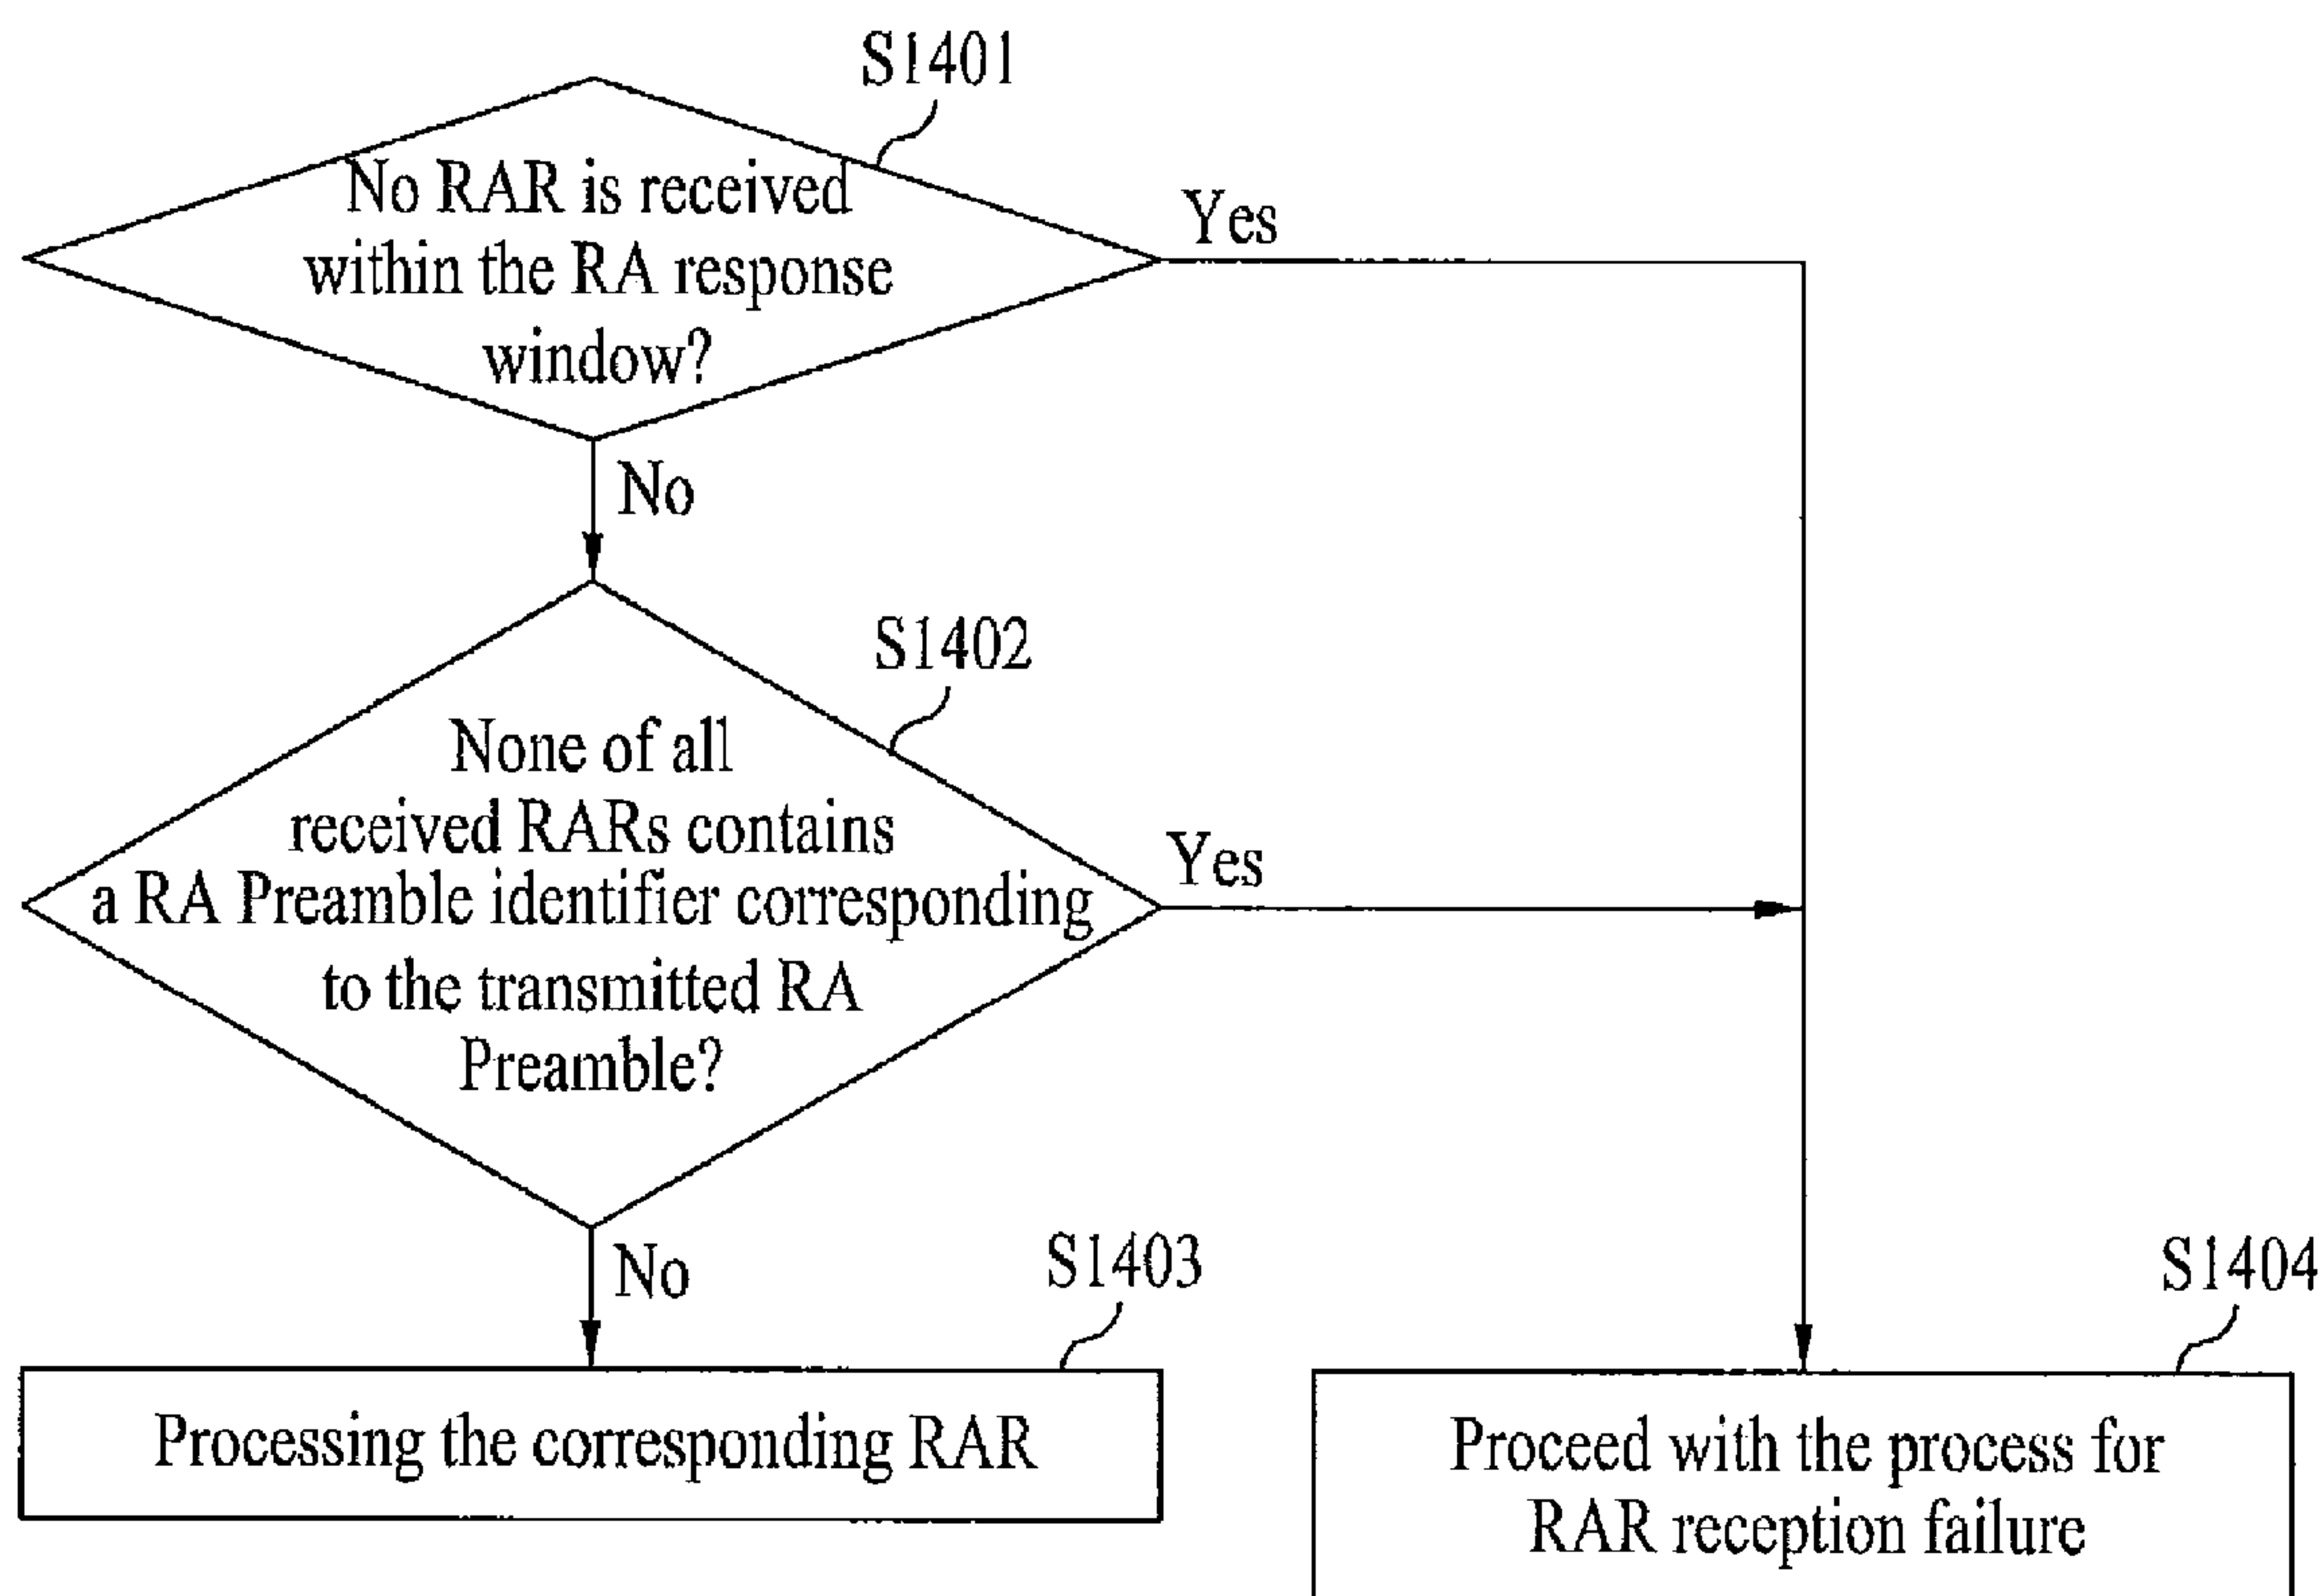 S1401
No RAR is received
within the RA response
window?
Yes
No
S1402
None of all
received RARs contains
a RA Preamble identifier corresponding
to the transmitted RA
Preamble?
Yes
No
S1403
Processing the corresponding RAR
S1404
Proceed with the process for
RAR reception failure